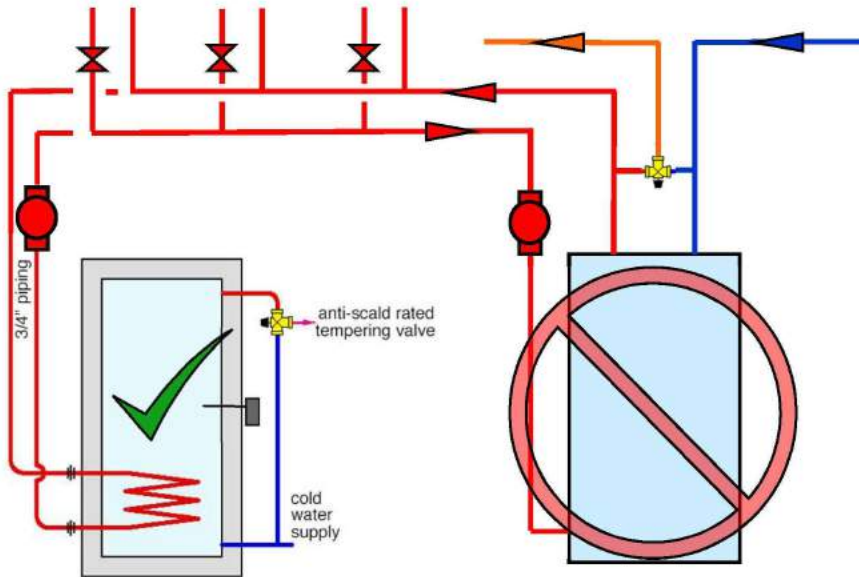 3/4" piping
anti-scald rated
tempering valve
cold
water
supply